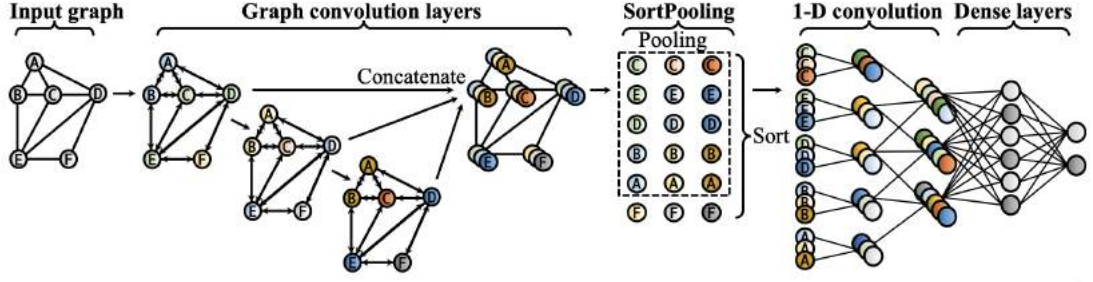 Input graph
Graph convolution layers
SortPooling
1-D convolution
Dense layers
Pooling
Concatenate
Sort
A
B C D
E F
A
B C D
E F
A
B C D
E F
A
B C D
E F
A
B C D
E F
C C C
E E E
D D D
B B B
A A A
F F F
C
C
C
E
E
E
D
D
D
B
B
B
A
A
A